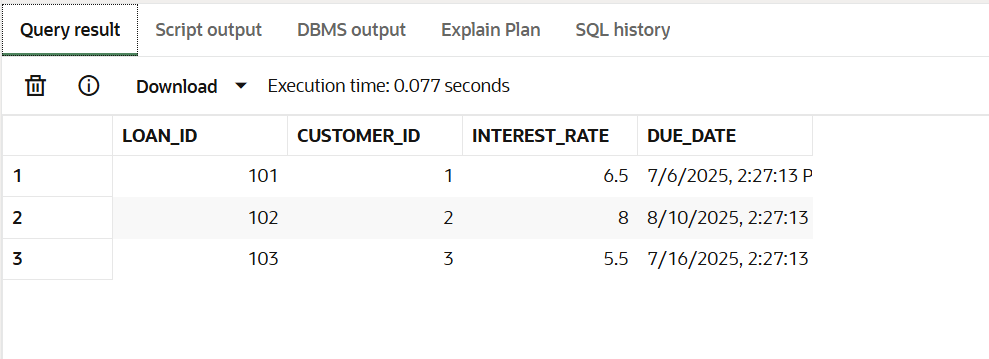 Query result Script output DBMS output Explain Plan SQL history
Download Execution time: 0.077 seconds
LOAN_ID CUSTOMER_ID INTEREST_RATE DUE_DATE
1 101 1 6.5 7/6/2025, 2:27:13 P
2 102 2 8 8/10/2025, 2:27:13
3 103 3 5.5 7/16/2025, 2:27:13